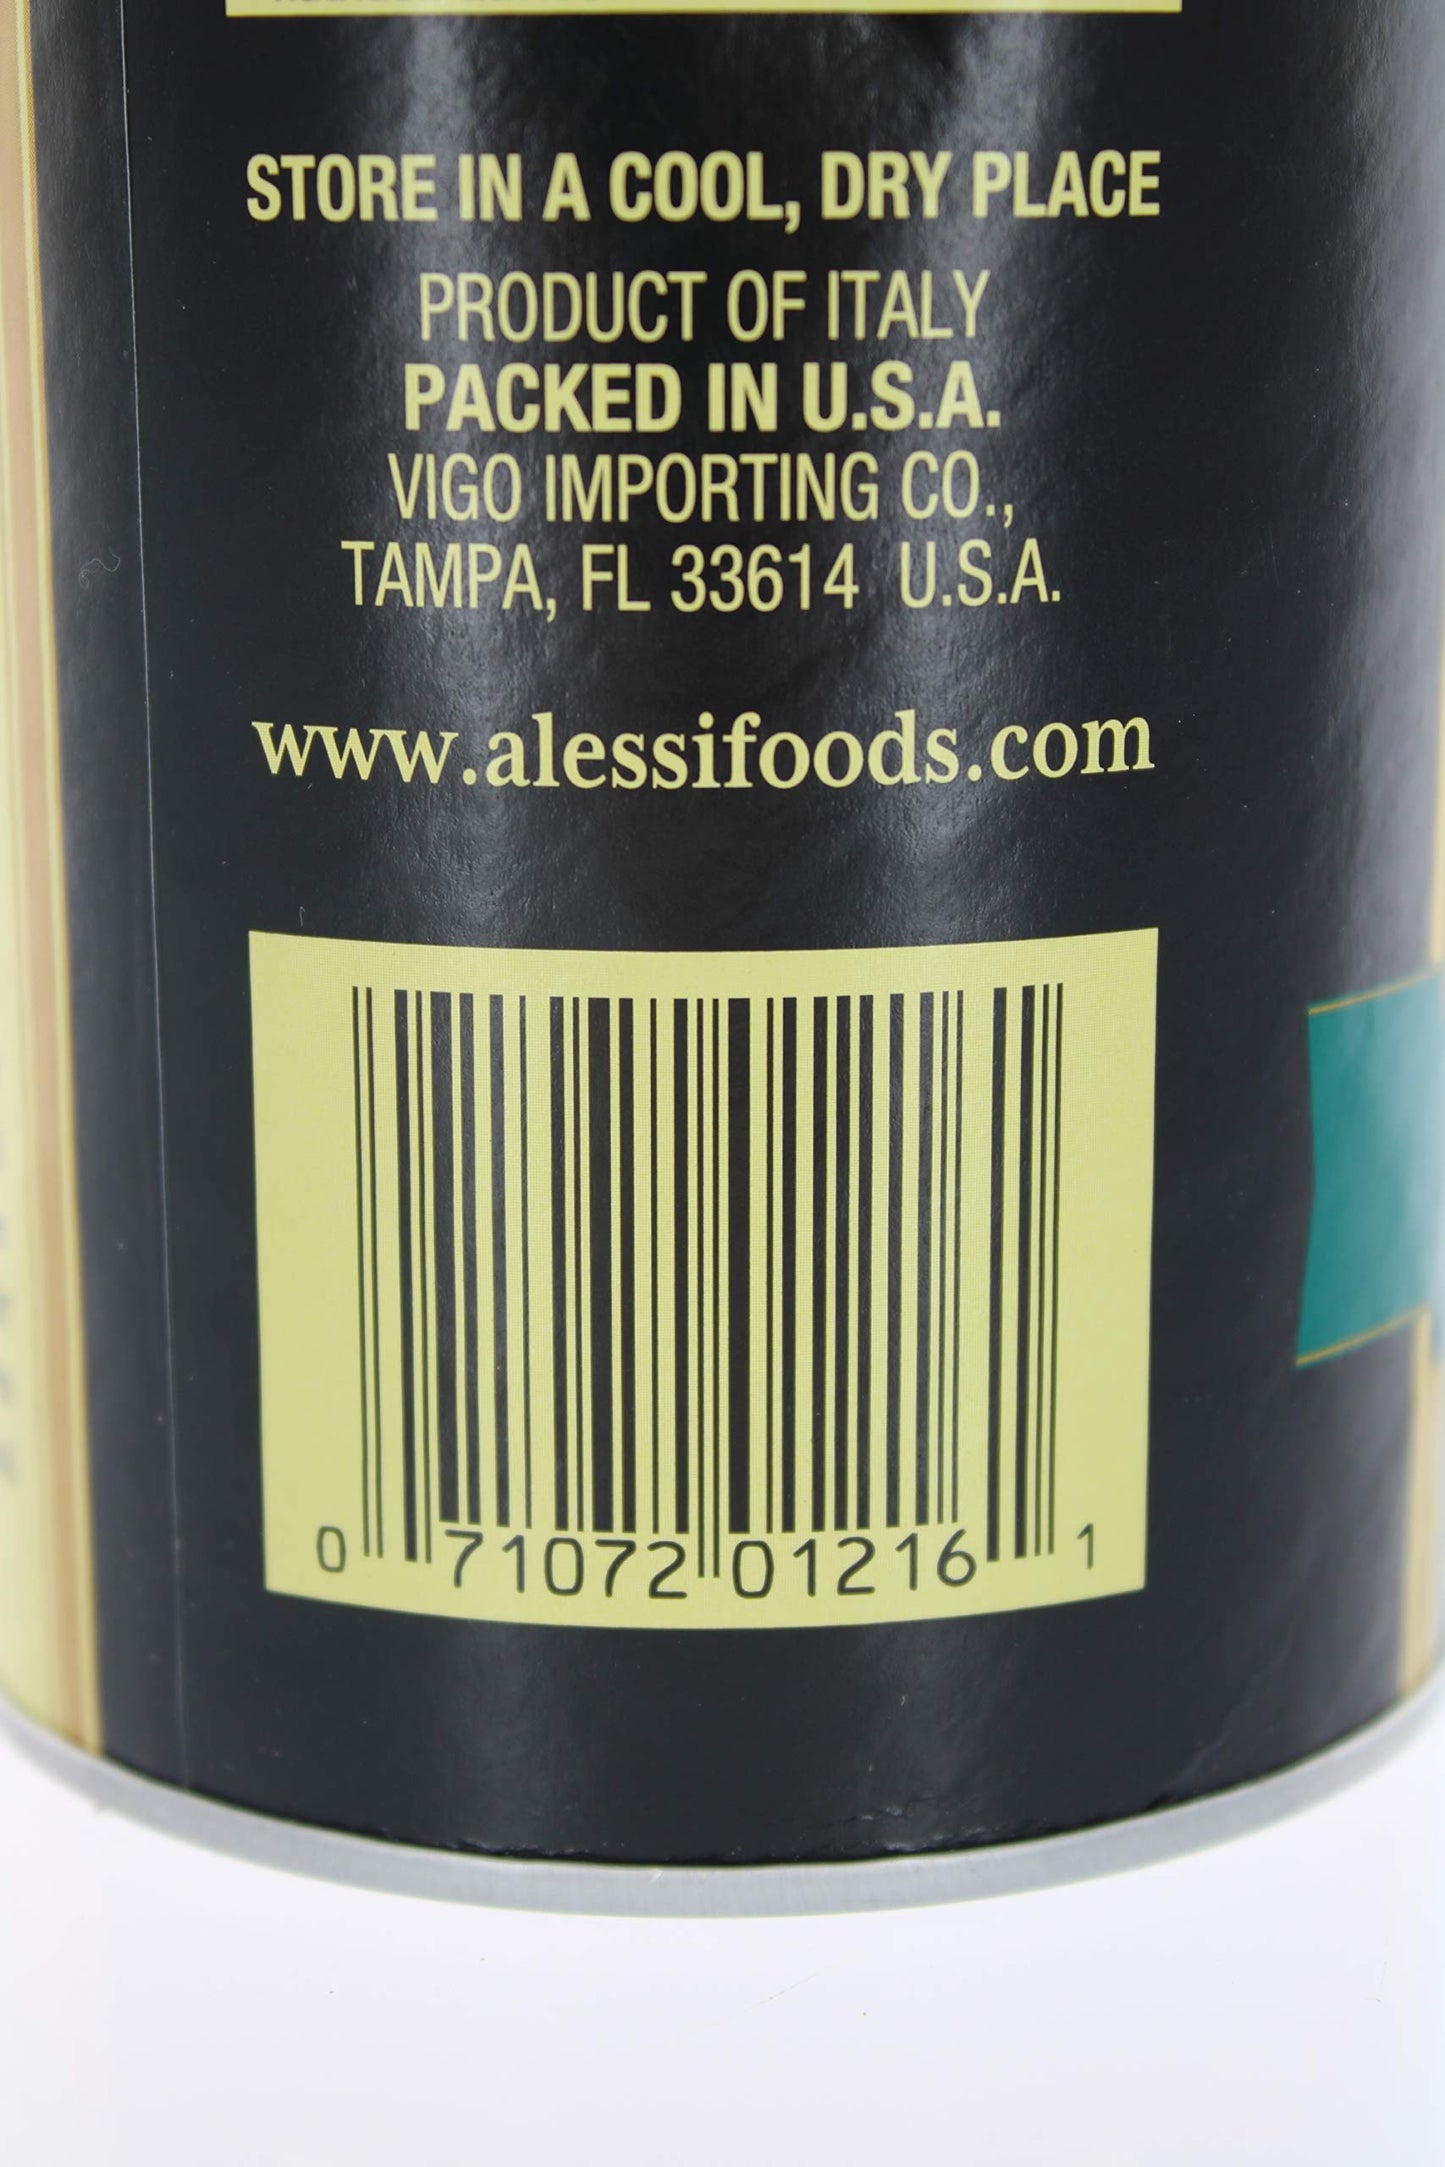 STORE IN A COOL, DRY PLACE
PRODUCT OF ITALY
PACKED IN U.S.A.
VIGO IMPORTING CO.,
TAMPA, FL 33614 U.S.A.
www.alessifoods.com
0 71072 01216 1